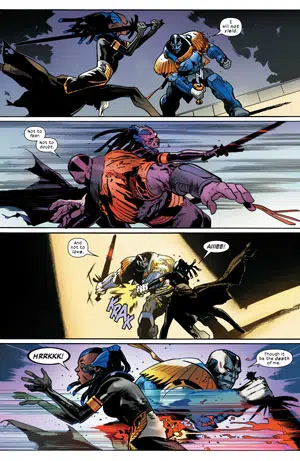 I will not
yield.
Not to
fear.
Not to
doubt.
And not
to love.
AIIIEE!
KRAK
HRRKKK!
Though it
be the death
of me.